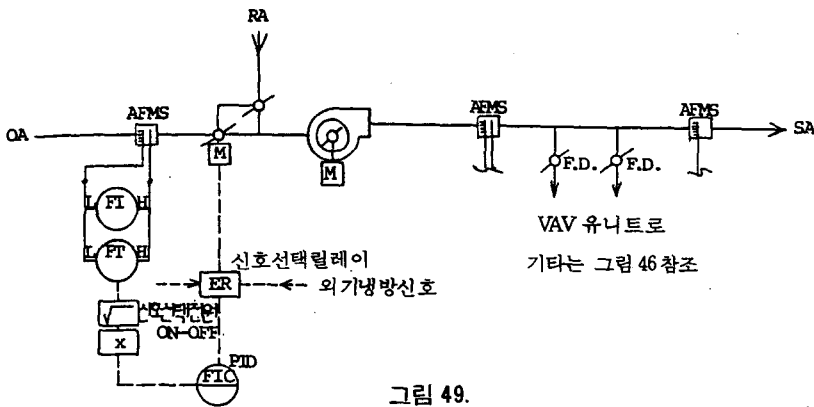 RA
AFMS
AFMS
AFMS
OA
SA
M
M
F.D.
F.D.
L FI H
L FT H
VAV 유니트로
기타는 그림 46 참조
신호선택릴레이
ER
외기냉방신호
√
ON-OFF
x
PID
FIC
그림 49.